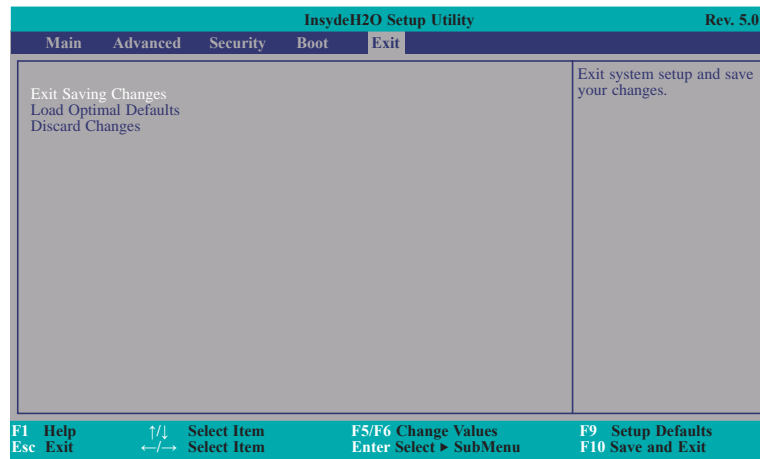 InsydeH2O Setup Utility Rev. 5.0
Main Advanced Security Boot Exit
Exit Saving Changes
Load Optimal Defaults
Discard Changes
Exit system setup and save
your changes.
F1 Help ↑/↓ Select Item F5/F6 Change Values F9 Setup Defaults
Esc Exit ←/→ Select Item Enter Select ► SubMenu F10 Save and Exit